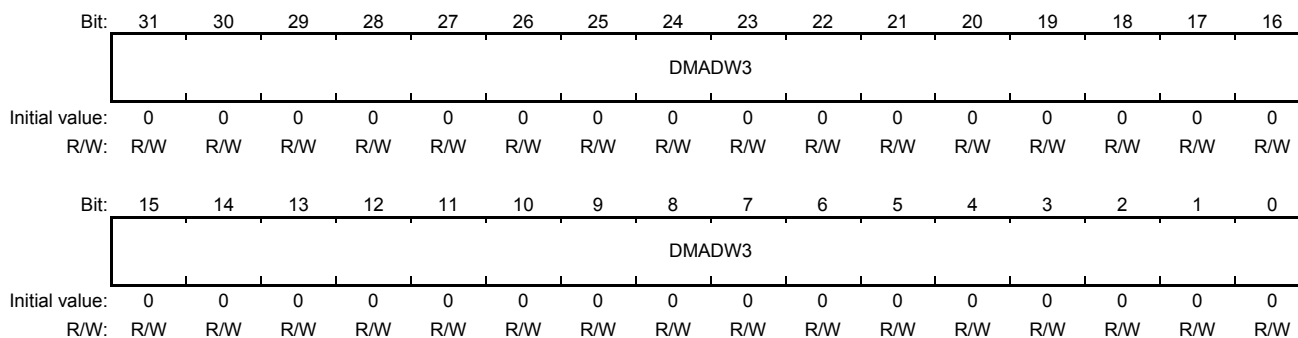 Bit: 31 30 29 28 27 26 25 24 23 22 21 20 19 18 17 16
DMADW3
Initial value: 0 0 0 0 0 0 0 0 0 0 0 0 0 0 0 0
R/W: R/W R/W R/W R/W R/W R/W R/W R/W R/W R/W R/W R/W R/W R/W R/W R/W
Bit: 15 14 13 12 11 10 9 8 7 6 5 4 3 2 1 0
DMADW3
Initial value: 0 0 0 0 0 0 0 0 0 0 0 0 0 0 0 0
R/W: R/W R/W R/W R/W R/W R/W R/W R/W R/W R/W R/W R/W R/W R/W R/W R/W